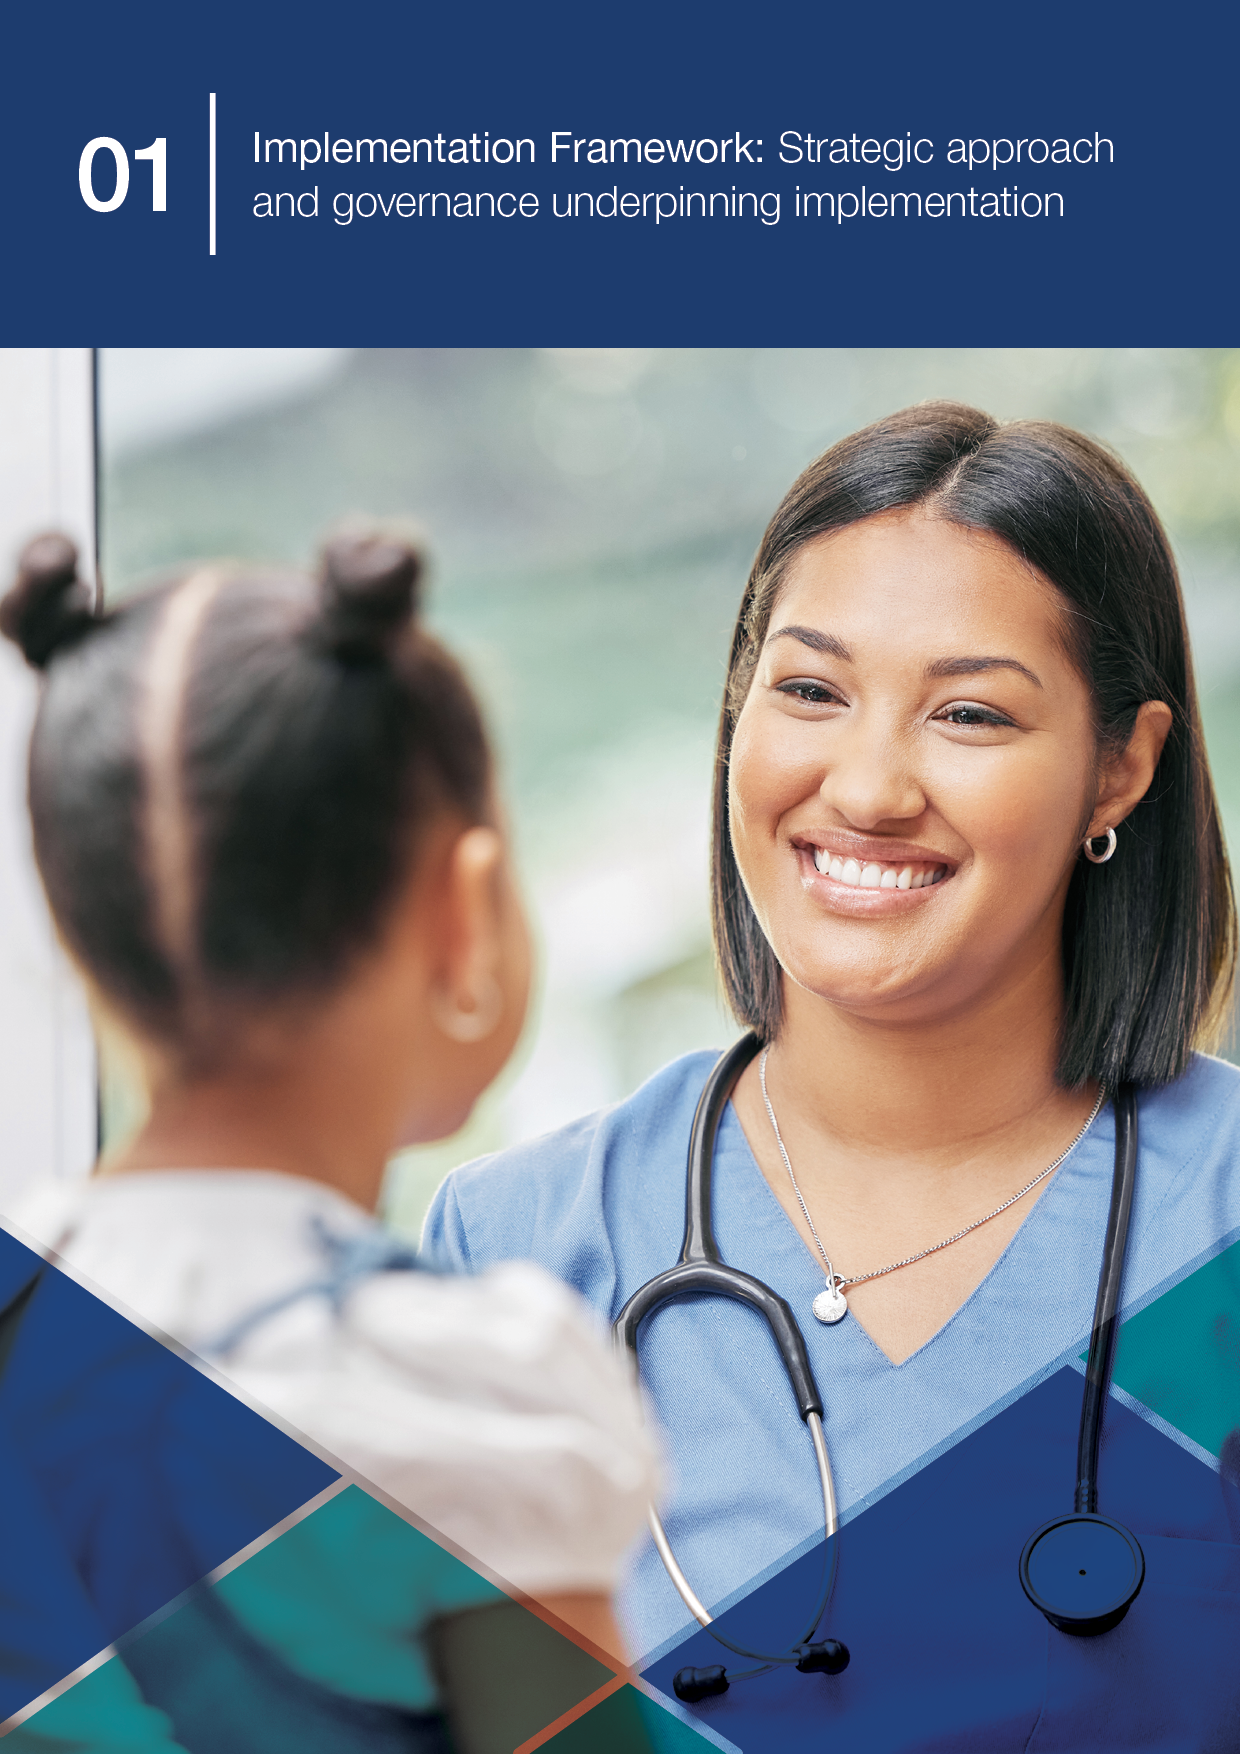 01
Implementation Framework: Strategic approach
and governance underpinning implementation